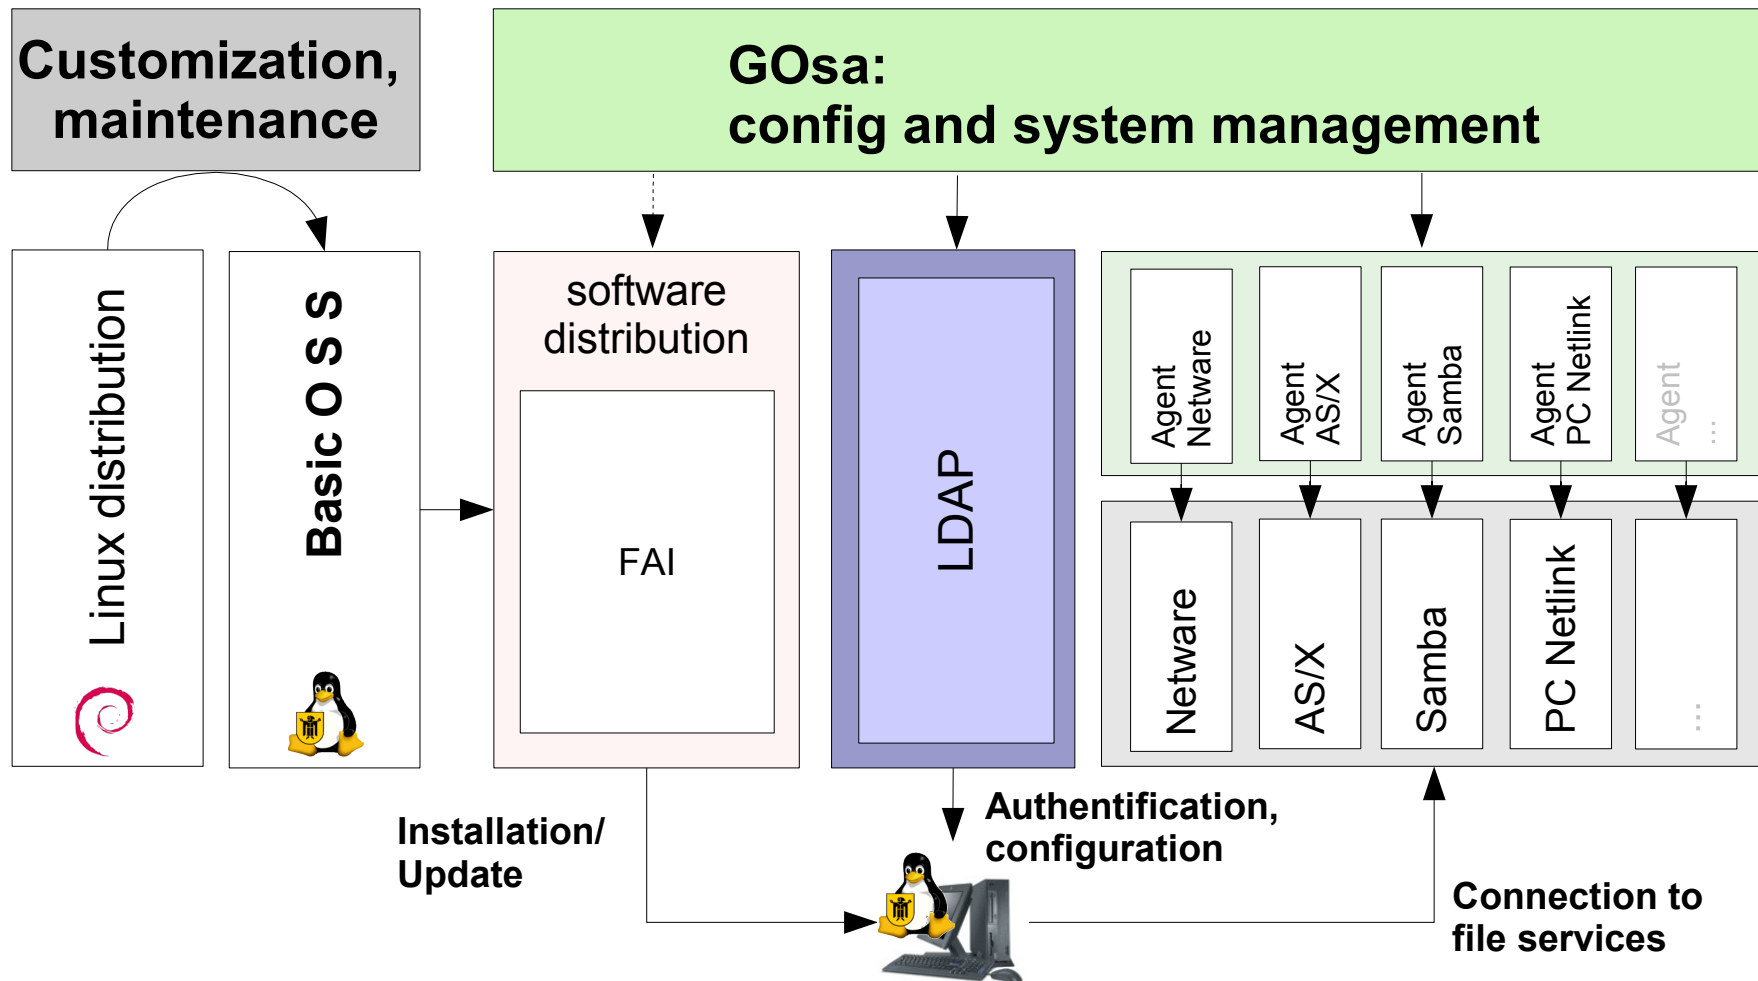 Customization,
maintenance
GOsa:
config and system management
Linux distribution
Basic O S S
software
distribution
FAI
LDAP
Agent
Netware
Agent
AS/X
Agent
Samba
Agent
PC Netlink
Agent
...
Netware
AS/X
Samba
PC Netlink
...
Installation/
Update
Authentification,
configuration
Connection to
file services